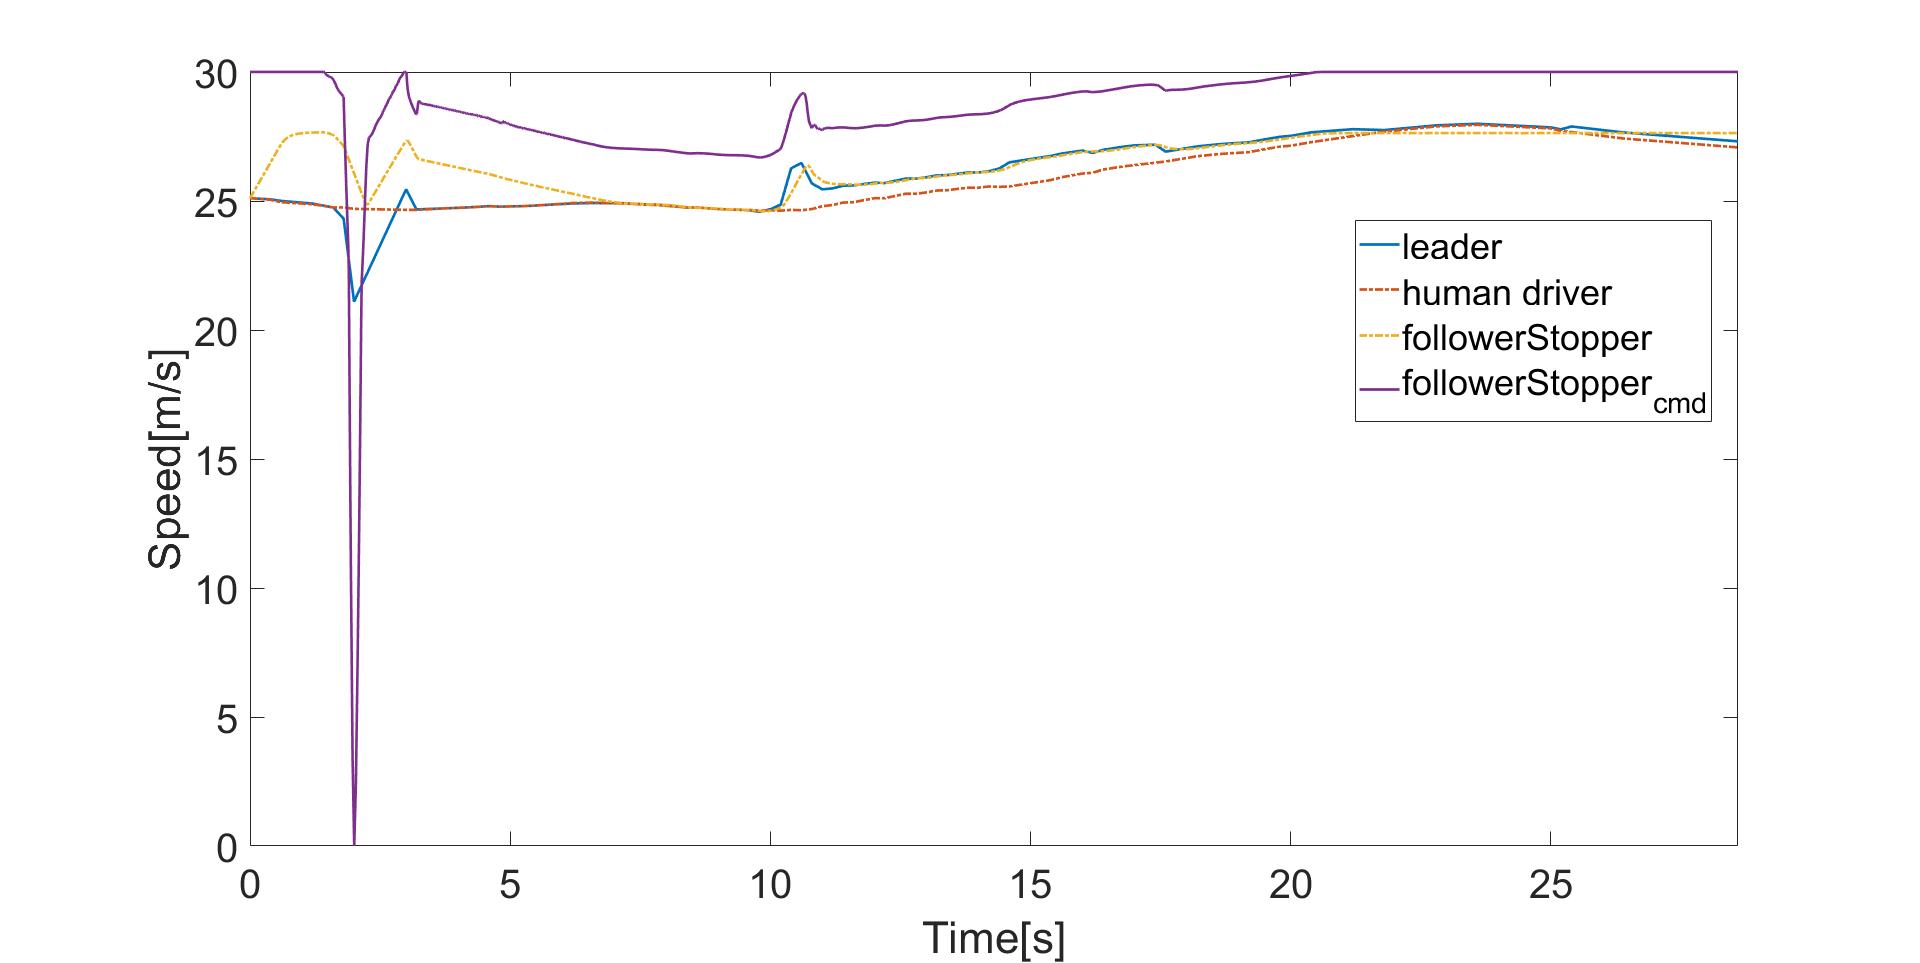 30
25
20
15
10
5
0
Speed[m/s]
leader
human driver
followerStopper
followerStopper cmd
0 5 10 15 20 25
Time[s]